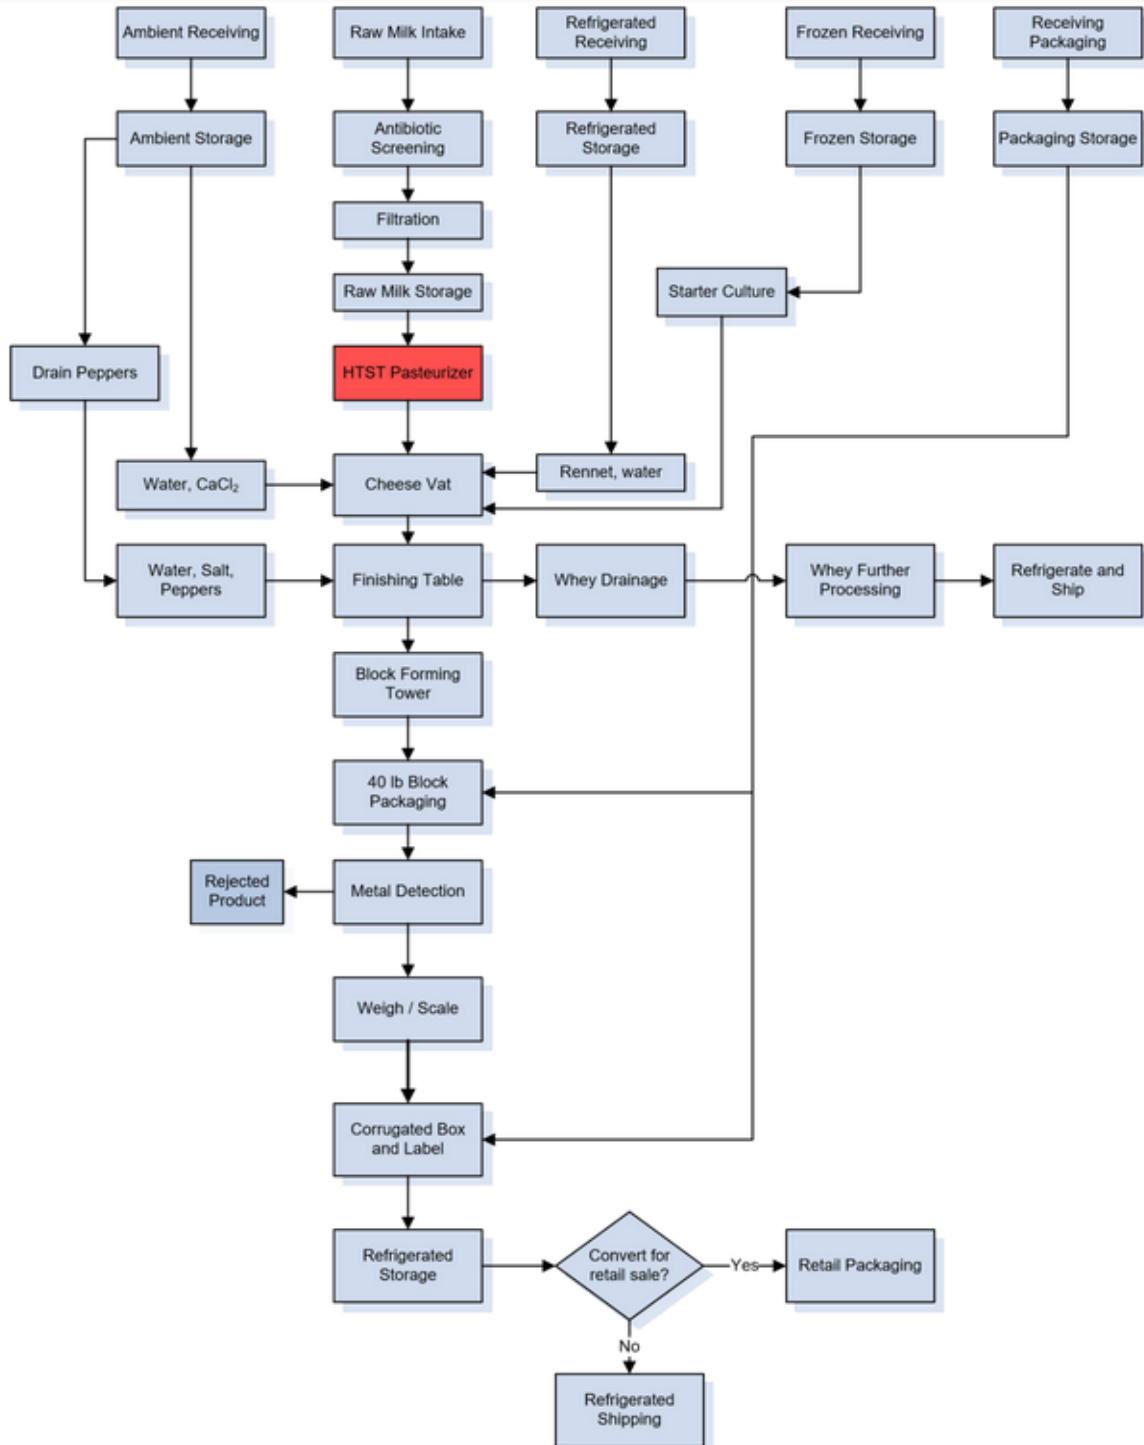 Ambient Receiving
Raw Milk Intake
Refrigerated
Receiving
Frozen Receiving
Receiving
Packaging
Ambient Storage
Antibiotic
Screening
Refrigerated
Storage
Frozen Storage
Packaging Storage
Filtration
Raw Milk Storage
Starter Culture
Drain Peppers
HTST Pasteurizer
Water, CaCl₂
Cheese Vat
Rennet, water
Water, Salt,
Peppers
Finishing Table
Whey Drainage
Whey Further
Processing
Refrigerate and
Ship
Block Forming
Tower
40 lb Block
Packaging
Rejected
Product
Metal Detection
Weigh / Scale
Corrugated Box
and Label
Refrigerated
Storage
Convert for
retail sale?
Yes
Retail Packaging
No
Refrigerated
Shipping